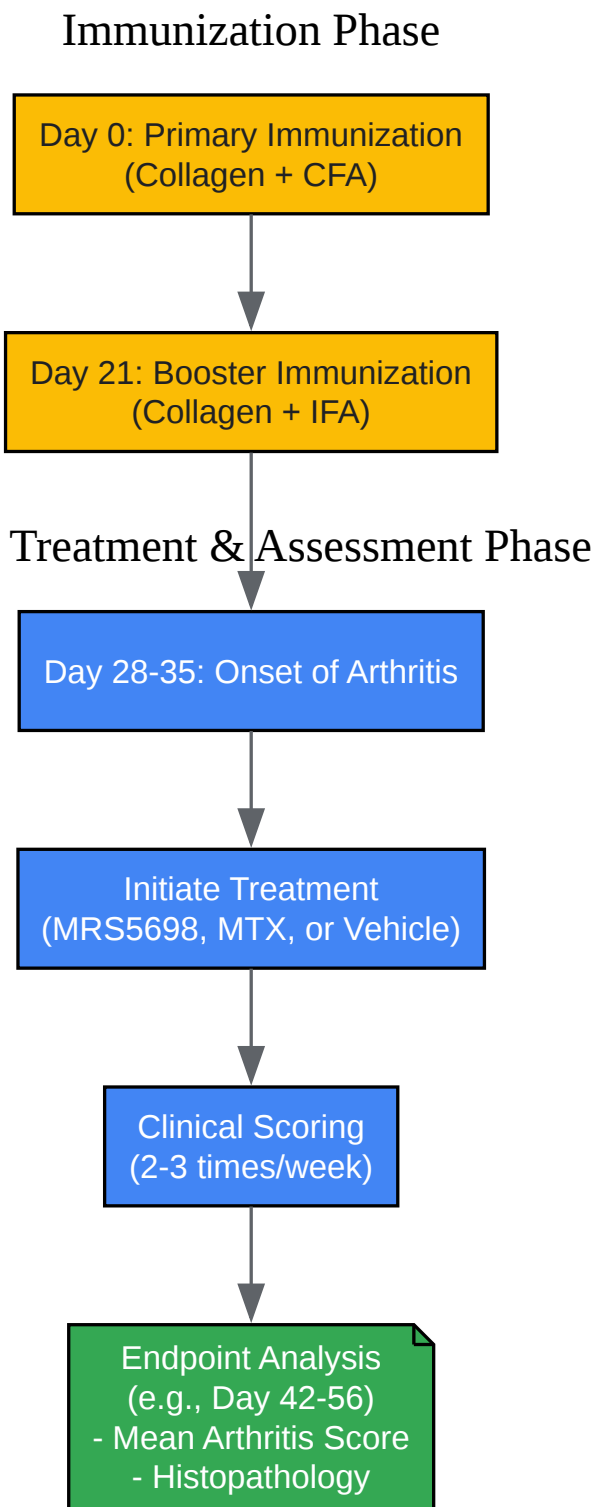 Immunization Phase
Day 0: Primary Immunization
(Collagen + CFA)
Day 21: Booster Immunization
(Collagen + IFA)
Treatment & Assessment Phase
Day 28-35: Onset of Arthritis
Initiate Treatment
(MRS5698, MTX, or Vehicle)
Clinical Scoring
(2-3 times/week)
Endpoint Analysis
(e.g., Day 42-56)
- Mean Arthritis Score
- Histopathology